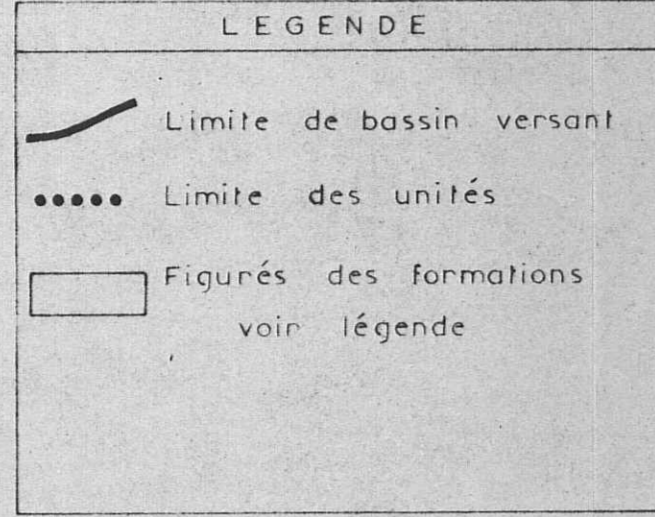 LEGENDE
Limite de bassin versant
Limite des unités
Figurés des formations
voir légende